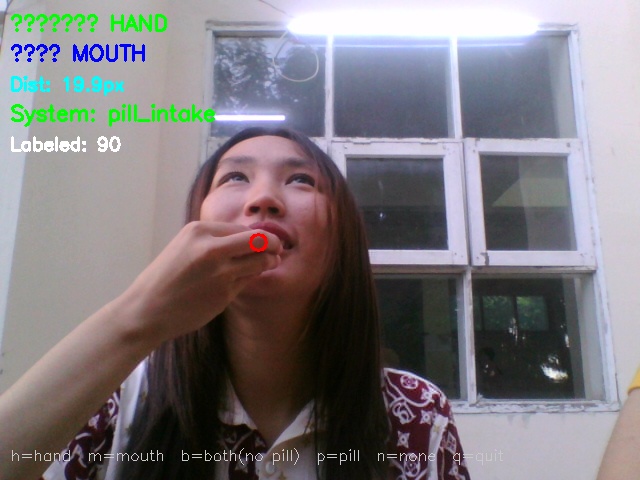 ??????? HAND
???? MOUTH
Dist: 19.9px
System: pill_intake
Labeled: 90
h=hand m=mouth b=both(no pill) p=pill n=none q=quit